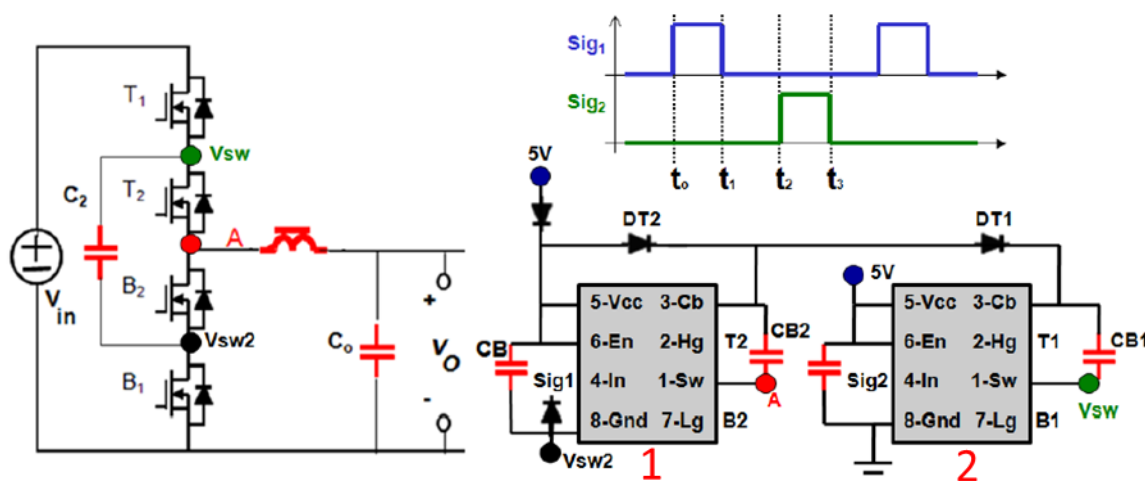 Sig1
Sig2
to t1 t2 t3
T1
Vsw
T2
C2
A
B2
Vsw2
B1
Vin
Co
+
Vo
-
5V
DT2
DT1
5V
5-Vcc 3-Cb
6-En 2-Hg
4-In 1-Sw
8-Gnd 7-Lg
CB
Sig1
Vsw2
T2
CB2
A
B2
1
5-Vcc 3-Cb
6-En 2-Hg
4-In 1-Sw
8-Gnd 7-Lg
Sig2
T1
CB1
Vsw
B1
2